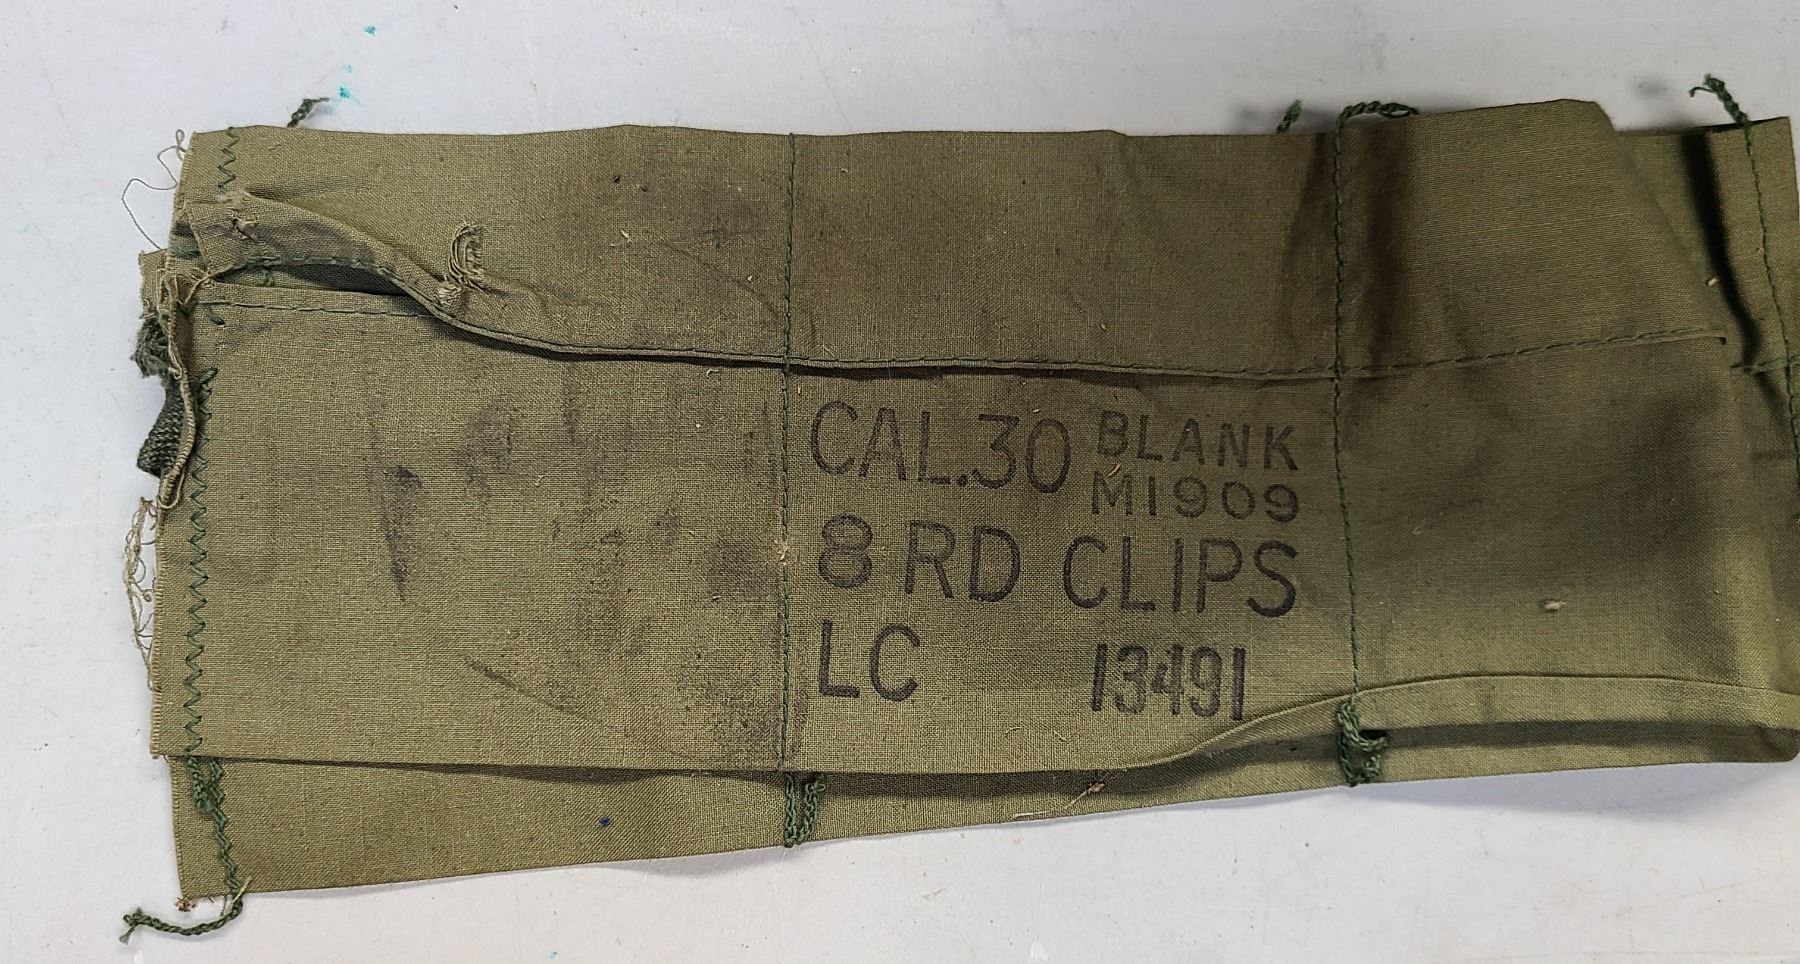 CAL.30 BLANK
M1909
8 RD CLIPS
LC 13491